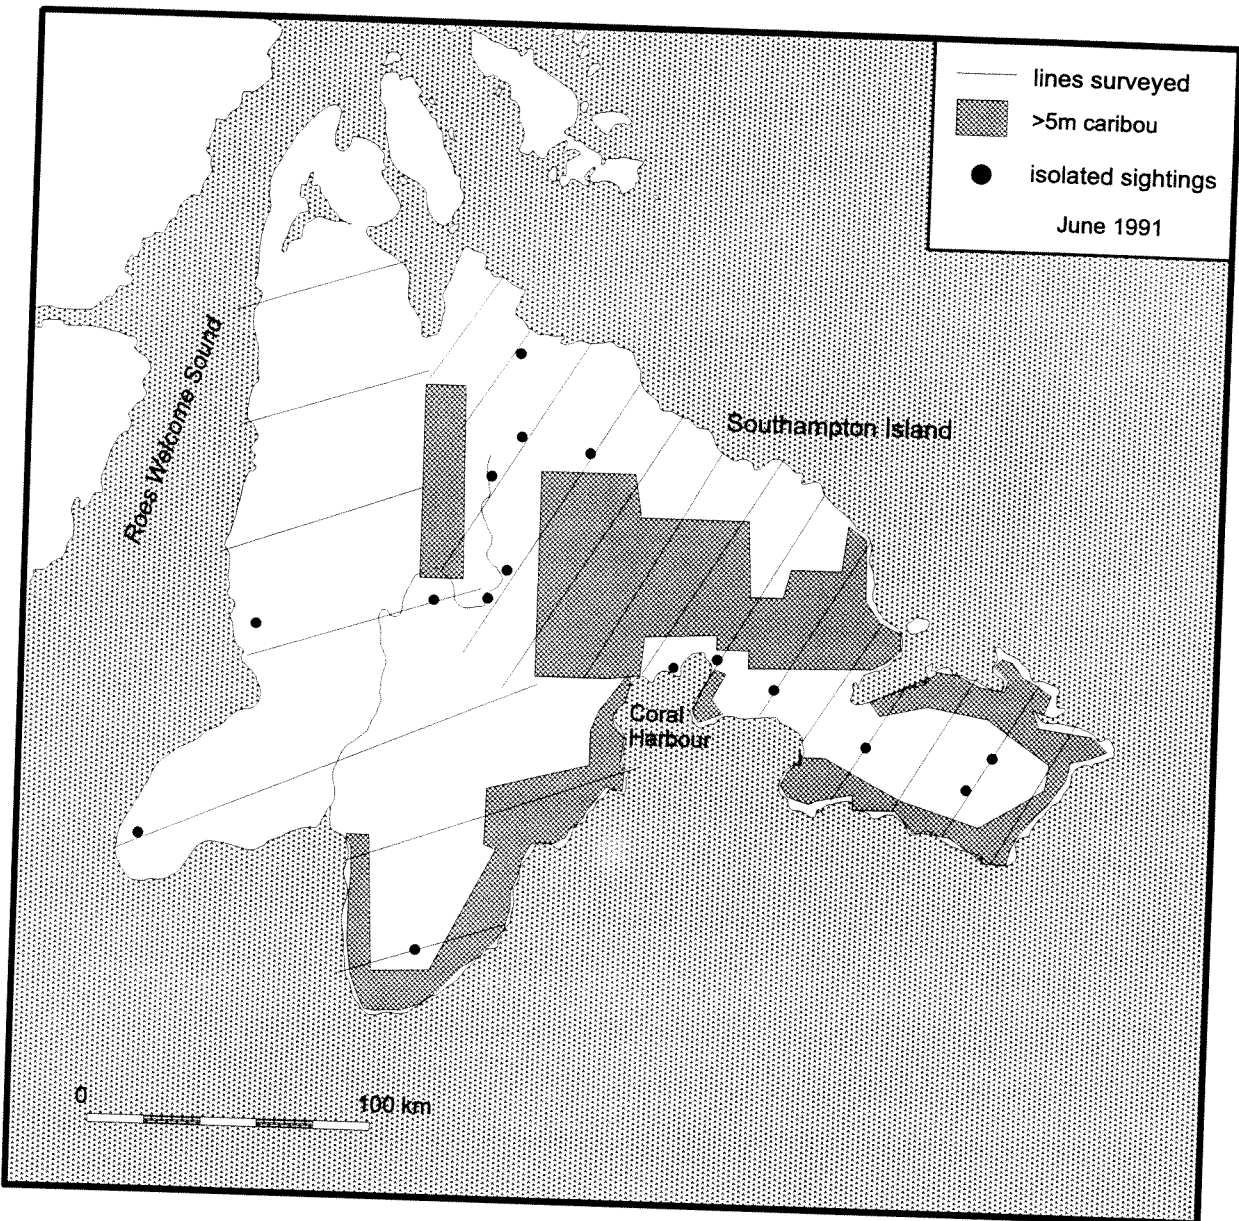 lines surveyed
>5m caribou
isolated sightings
June 1991
Roes Welcome Sound
Southampton Island
Coral
Harbour
0
100 km